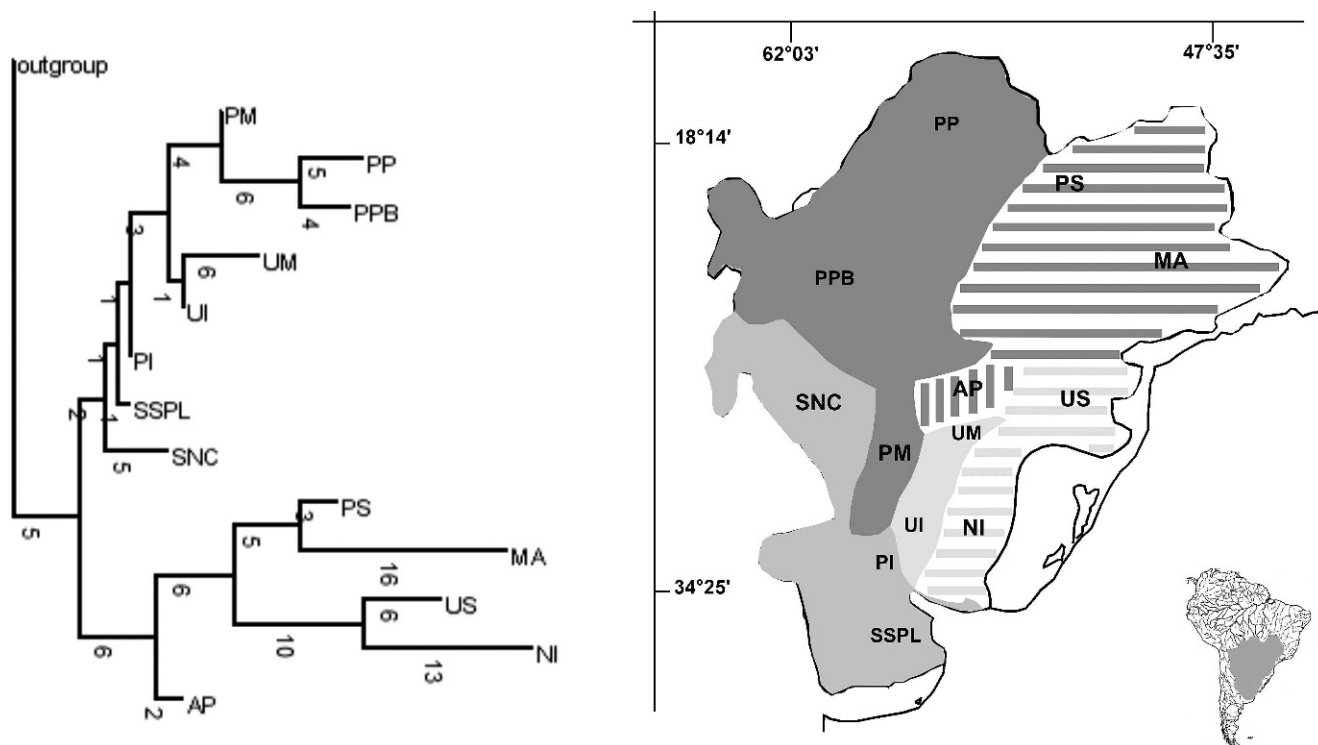 outgroup
PM
4
PP
5
6
PPB
4
3
UM
6
1
UI
1
PI
1
SSPL
2
1
SNC
5
PS
3
5
5
MA
16
6
US
6
10
NI
13
6
AP
2
62°03'
47°35'
18°14'
34°25'
PP
PS
MA
PPB
SNC
AP
US
UM
PM
UI
NI
PI
SSPL